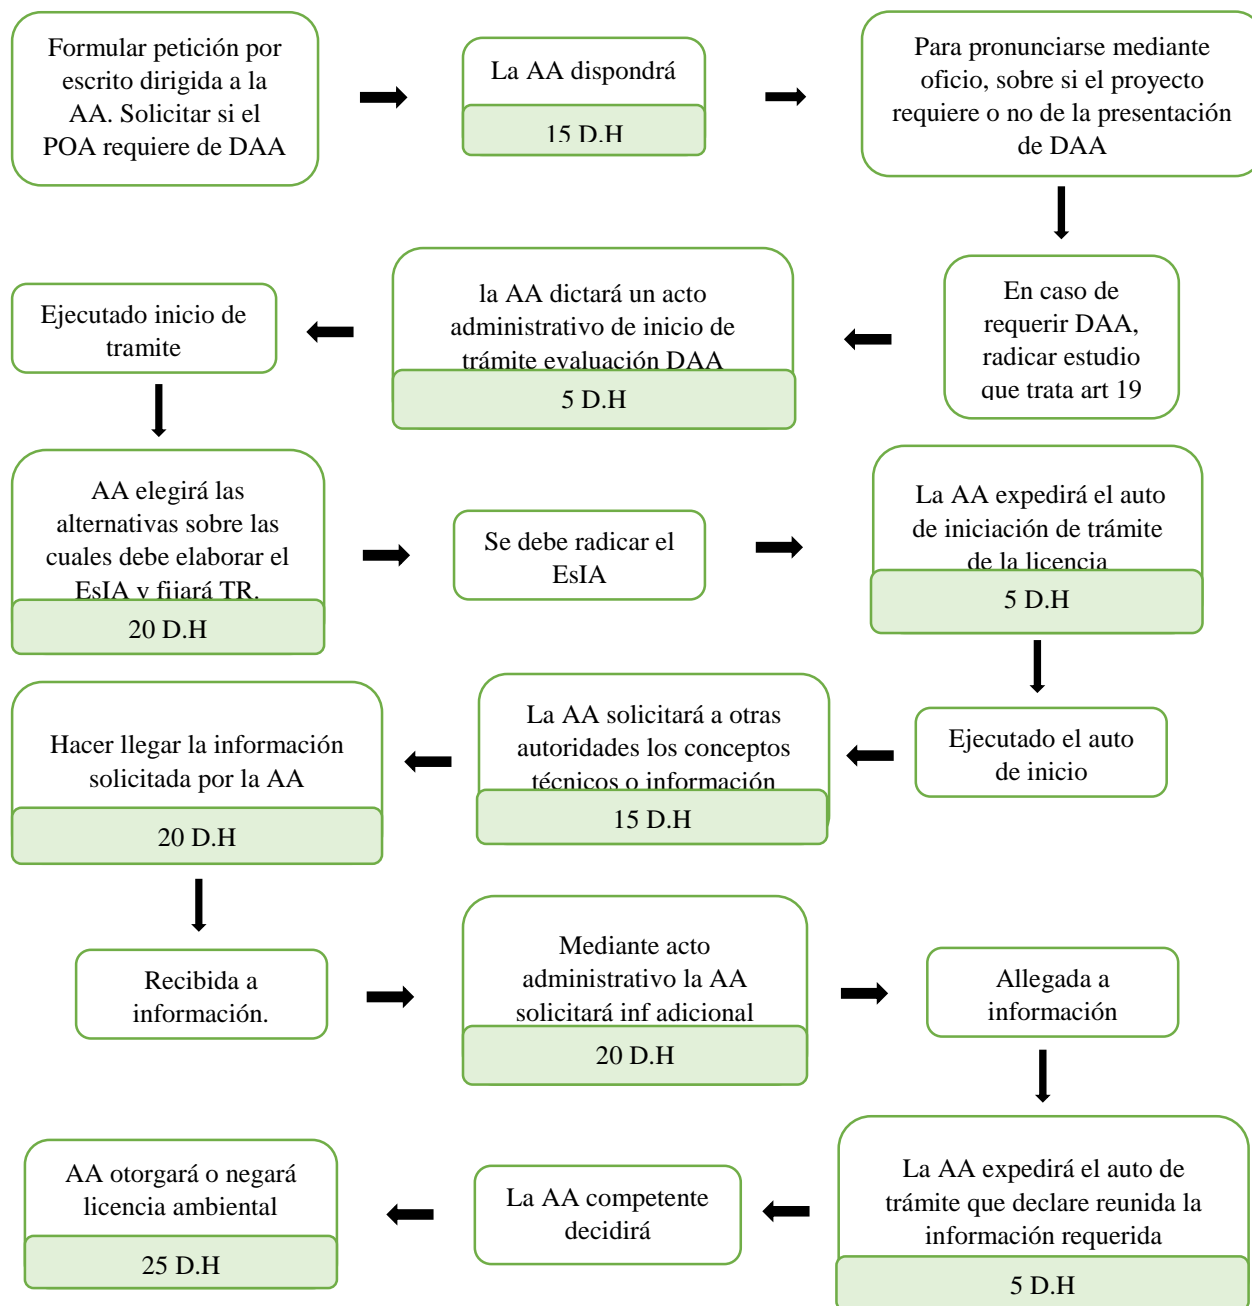 Formular petición por
escrito dirigida a la
AA. Solicitar si el
POA requiere de DAA
La AA dispondrá
15 D.H
Para pronunciarse mediante
oficio, sobre si el proyecto
requiere o no de la presentación
de DAA
En caso de
requerir DAA,
radicar estudio
que trata art 19
la AA dictará un acto
administrativo de inicio de
trámite evaluación DAA
5 D.H
Ejecutado inicio de
tramite
AA elegirá las
alternativas sobre las
cuales debe elaborar el
EsIA y fijará TR.
20 D.H
Se debe radicar el
EsIA
La AA expedirá el auto
de iniciación de trámite
de la licencia
5 D.H
Ejecutado el auto
de inicio
La AA solicitará a otras
autoridades los conceptos
técnicos o información
15 D.H
Hacer llegar la información
solicitada por la AA
20 D.H
Recibida a
información.
Mediante acto
administrativo la AA
solicitará inf adicional
20 D.H
Allegada a
información
La AA expedirá el auto de
trámite que declare reunida la
información requerida
5 D.H
La AA competente
decidirá
AA otorgará o negará
licencia ambiental
25 D.H